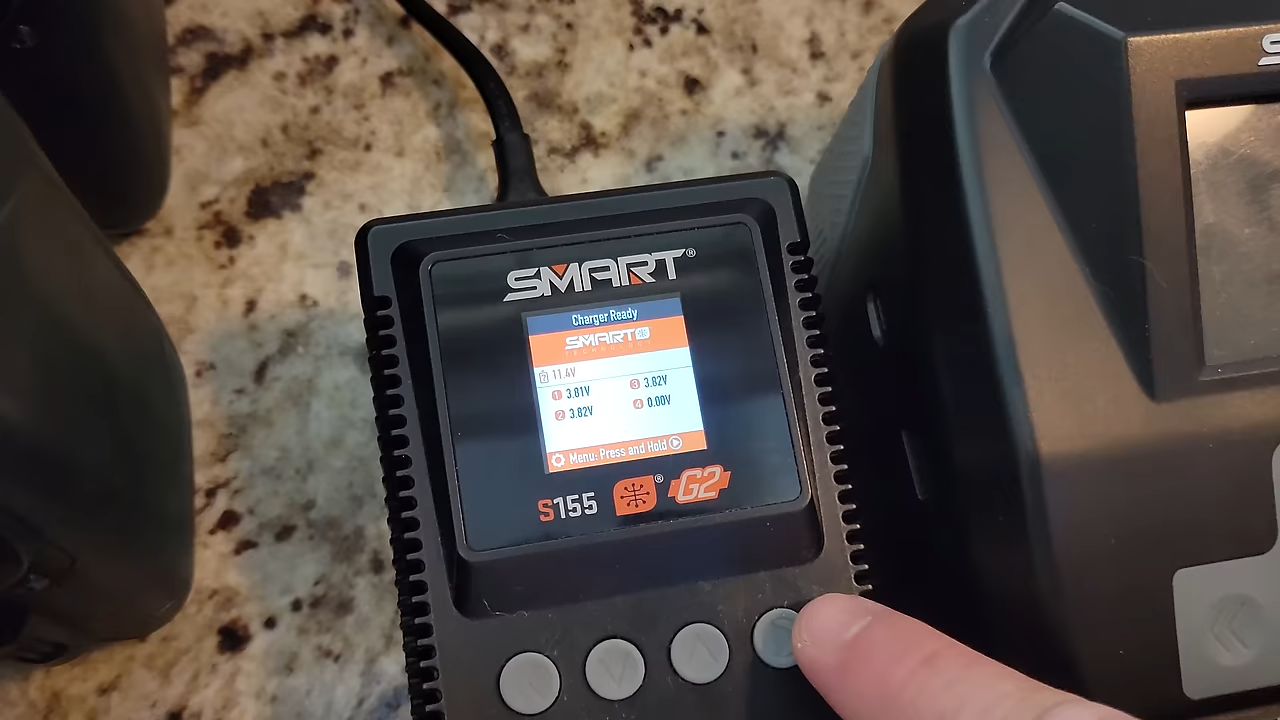 SMART®
Charger Ready
SMART
TECHNOLOGY
11.4V
1 3.81V
3 3.82V
2 3.82V
4 0.00V
Menu: Press and Hold
S155
® G2
S